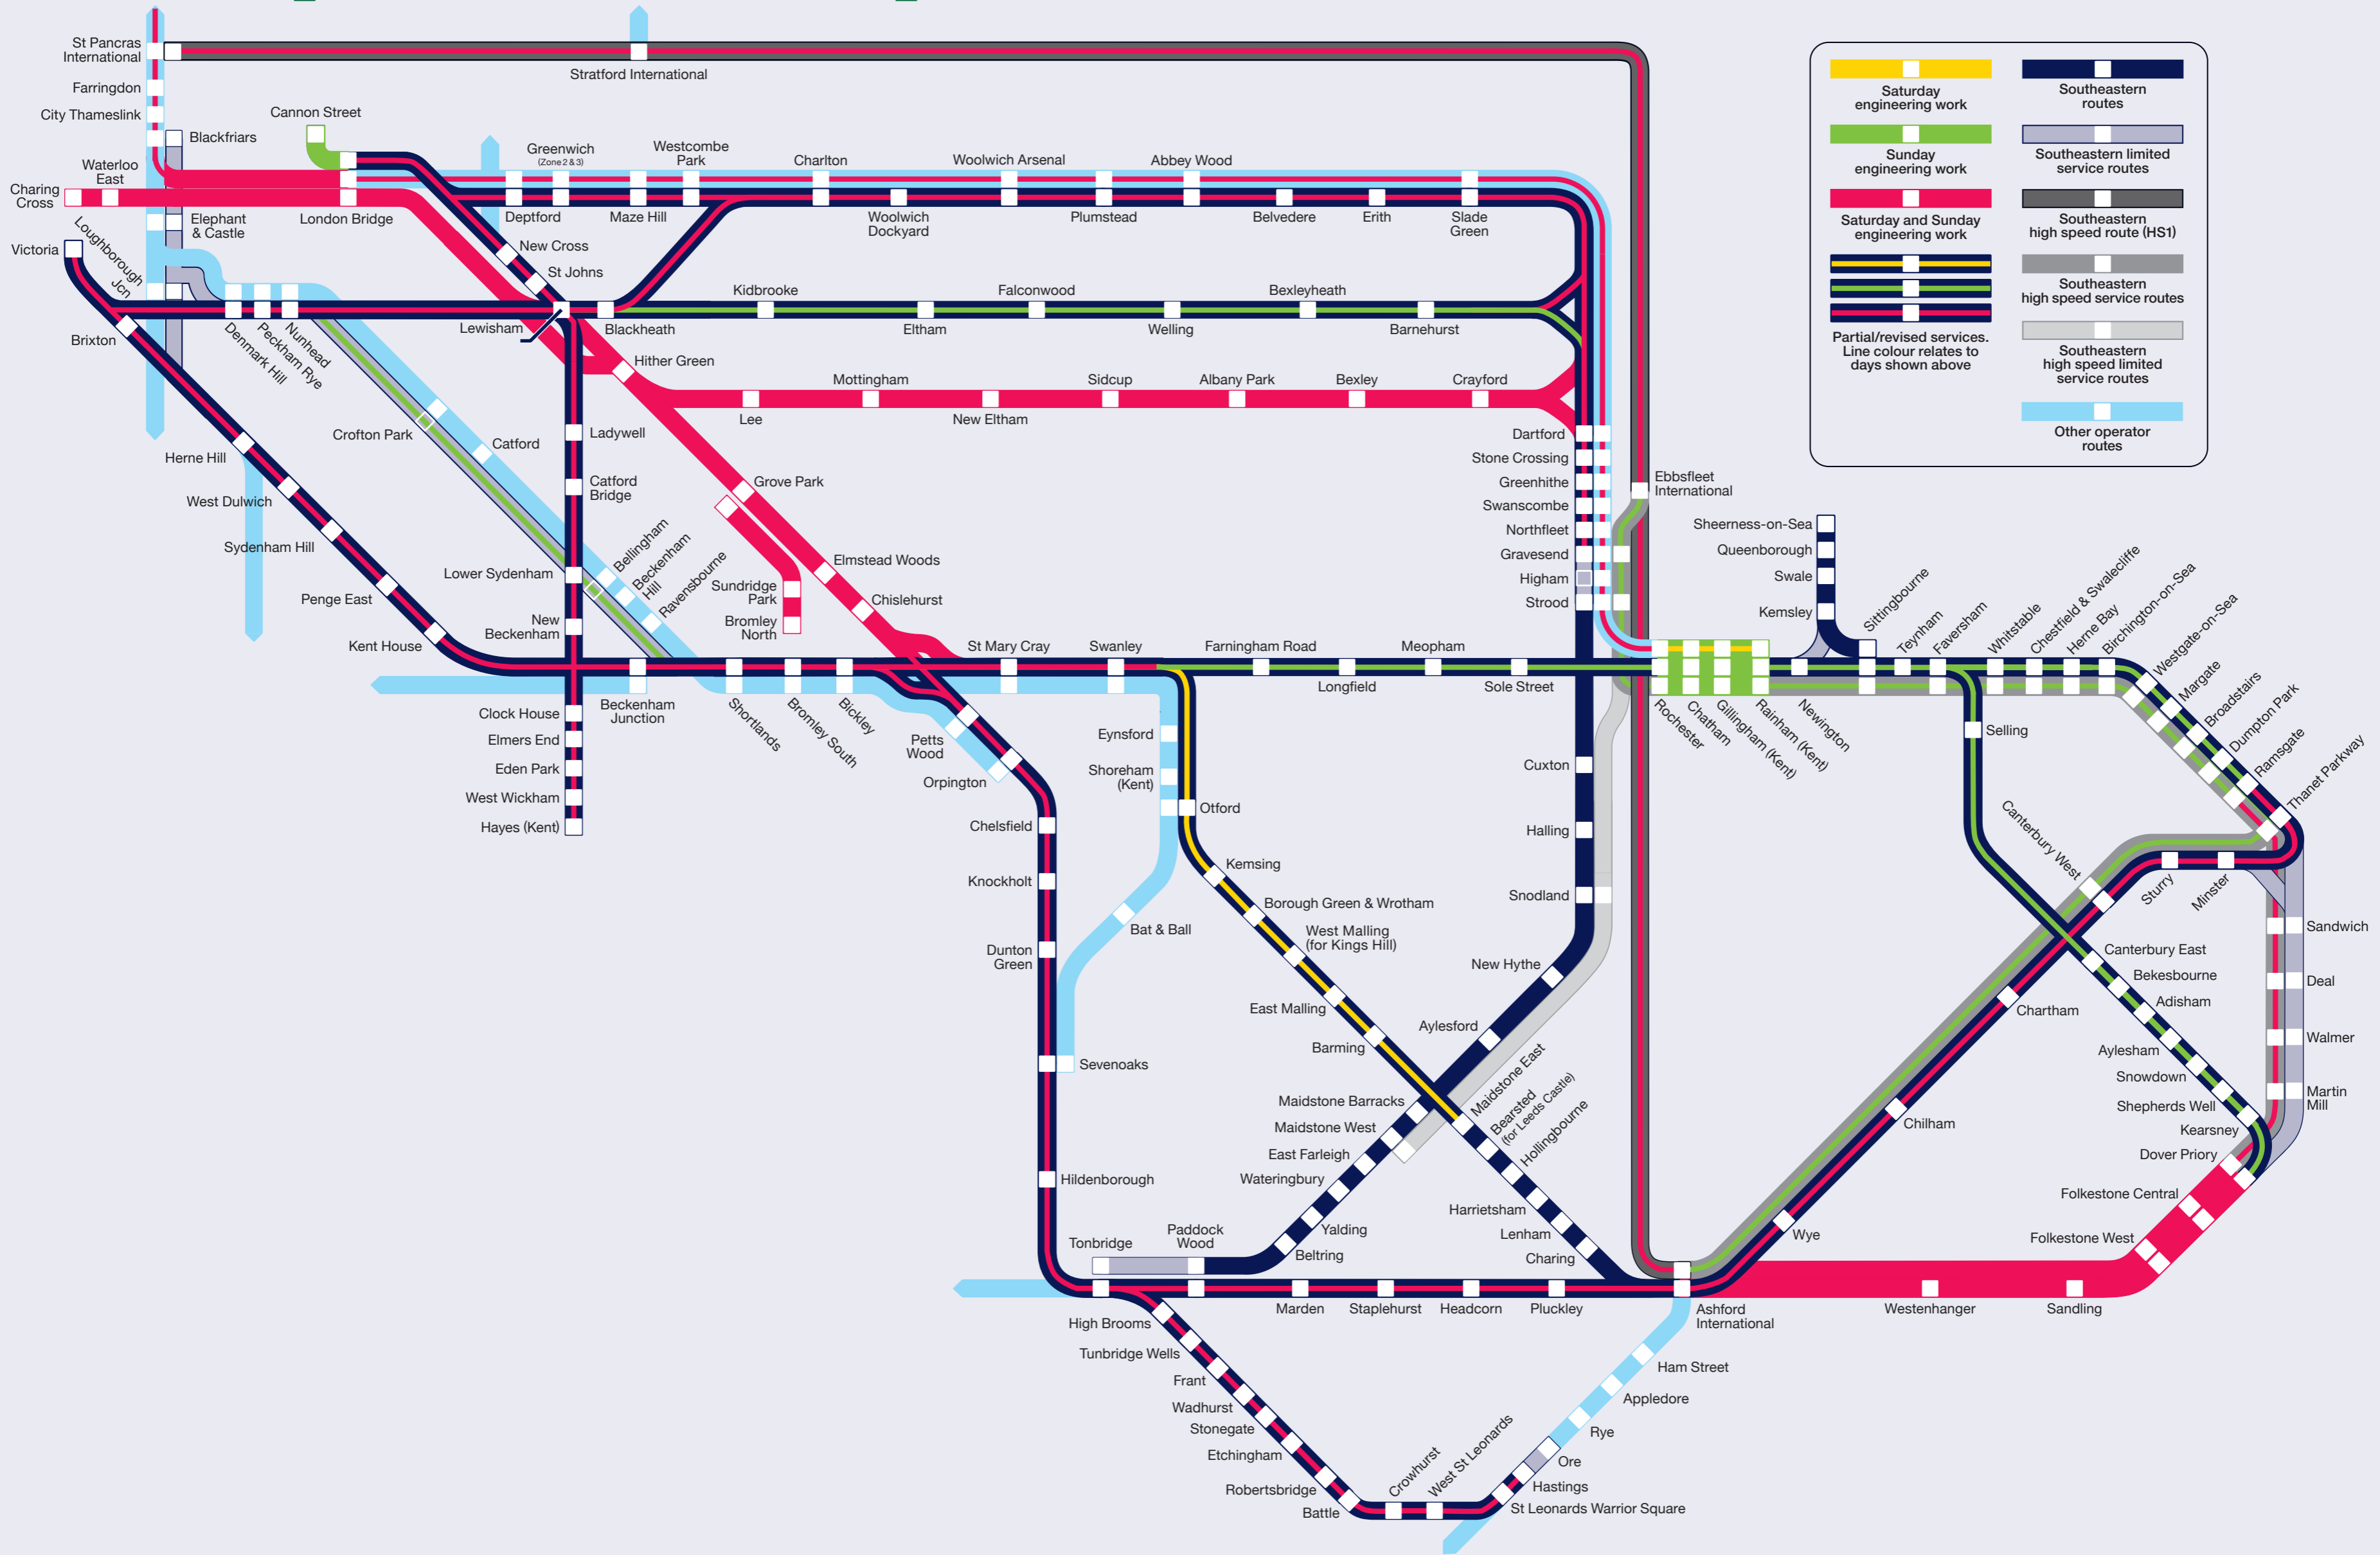 St Pancras
International
Stratford International
Farringdon
City Thameslink
Blackfriars
Cannon Street
Waterloo
East
Charing
Cross
London Bridge
Elephant
& Castle
Loughborough
Jcn
Victoria
Brixton
Greenwich
(Zone 2 & 3)
Westcombe
Park
Charlton
Woolwich Arsenal
Abbey Wood
Deptford
Maze Hill
Woolwich
Dockyard
Plumstead
Belvedere
Erith
Slade
Green
New Cross
St Johns
Lewisham
Blackheath
Kidbrooke
Eltham
Falconwood
Welling
Bexleyheath
Barnehurst
Denmark Hill
Peckham Rye
Nunhead
Hither Green
Lee
Mottingham
New Eltham
Sidcup
Albany Park
Bexley
Crayford
Crofton Park
Catford
Ladywell
Catford
Bridge
Herne Hill
West Dulwich
Sydenham Hill
Penge East
Kent House
Lower Sydenham
New
Beckenham
Bellingham
Beckenham
Hill
Ravensbourne
Grove Park
Elmstead Woods
Chislehurst
Sundridge
Park
Bromley
North
Clock House
Elmers End
Eden Park
West Wickham
Hayes (Kent)
Beckenham
Junction
Shortlands
Bromley South
Bickley
Petts
Wood
Orpington
St Mary Cray
Swanley
Farningham Road
Longfield
Meopham
Sole Street
Dartford
Stone Crossing
Greenhithe
Swanscombe
Northfleet
Gravesend
Higham
Strood
Ebbsfleet
International
Sheerness-on-Sea
Queenborough
Swale
Kemsley
Sittingbourne
Teynham
Faversham
Whitstable
Chestfield & Swalecliffe
Herne Bay
Birchington-on-Sea
Westgate-on-Sea
Margate
Broadstairs
Dumpton Park
Ramsgate
Thanet Parkway
Rochester
Chatham
Gillingham (Kent)
Rainham (Kent)
Newington
Selling
Eynsford
Shoreham
(Kent)
Otford
Kemsing
Borough Green & Wrotham
West Malling
(for Kings Hill)
East Malling
Barming
Bat & Ball
Chelsfield
Knockholt
Dunton
Green
Sevenoaks
Hildenborough
Cuxton
Halling
Snodland
New Hythe
Aylesford
Maidstone East
Bearsted
(for Leeds Castle)
Hollingbourne
Maidstone Barracks
Maidstone West
East Farleigh
Wateringbury
Yalding
Beltring
Harrietsham
Lenham
Charing
Tonbridge
Paddock
Wood
Marden
Staplehurst
Headcorn
Pluckley
Ashford
International
Westenhanger
Sandling
Folkestone West
Folkestone Central
Dover Priory
Kearsney
Shepherds Well
Snowdown
Aylesham
Adisham
Bekesbourne
Canterbury East
Canterbury West
Sturry
Minster
Chartham
Chilham
Wye
Sandwich
Deal
Walmer
Martin
Mill
High Brooms
Tunbridge Wells
Frant
Wadhurst
Stonegate
Etchingham
Robertsbridge
Battle
Crowhurst
West St Leonards
St Leonards Warrior Square
Hastings
Ore
Rye
Appledore
Ham Street
Saturday
engineering work
Sunday
engineering work
Saturday and Sunday
engineering work
Partial/revised services.
Line colour relates to
days shown above
Southeastern
routes
Southeastern limited
service routes
Southeastern
high speed route (HS1)
Southeastern
high speed service routes
Southeastern
high speed limited
service routes
Other operator
routes